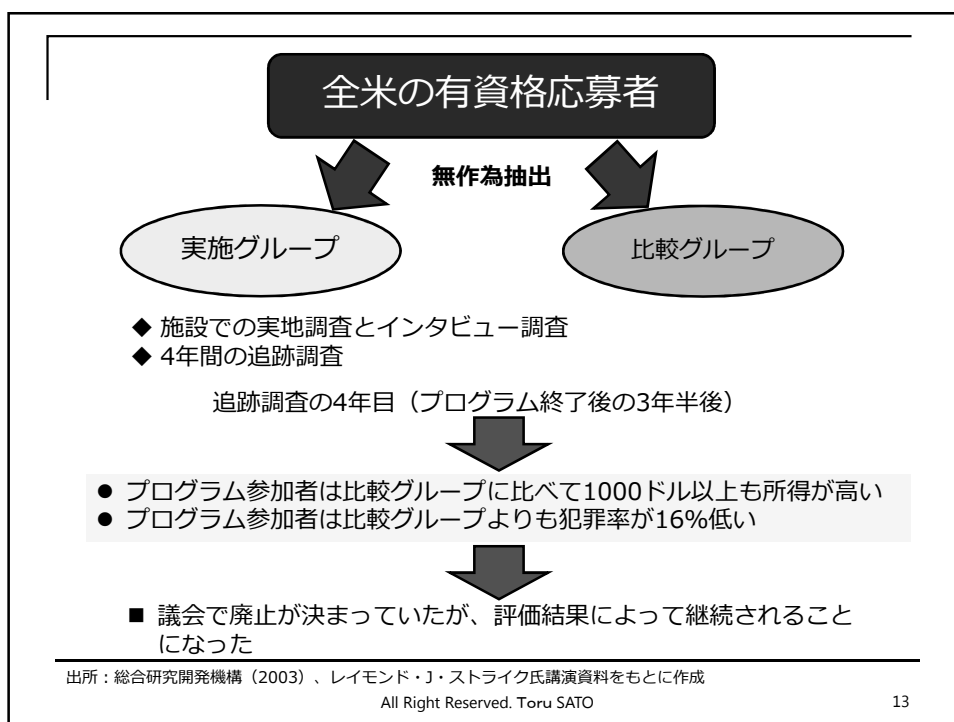 全米の有資格応募者
無作為抽出
実施グループ
比較グループ
◆ 施設での実地調査とインタビュー調査
◆ 4年間の追跡調査
追跡調査の4年目（プログラム終了後の3年半後）
● プログラム参加者は比較グループに比べて1000ドル以上も所得が高い
● プログラム参加者は比較グループよりも犯罪率が16%低い
■ 議会で廃止が決まっていたが、評価結果によって継続されること
になった
出所：総合研究開発機構（2003）、レイモンド・J・ストライク氏講演資料をもとに作成
All Right Reserved. Toru SATO
13